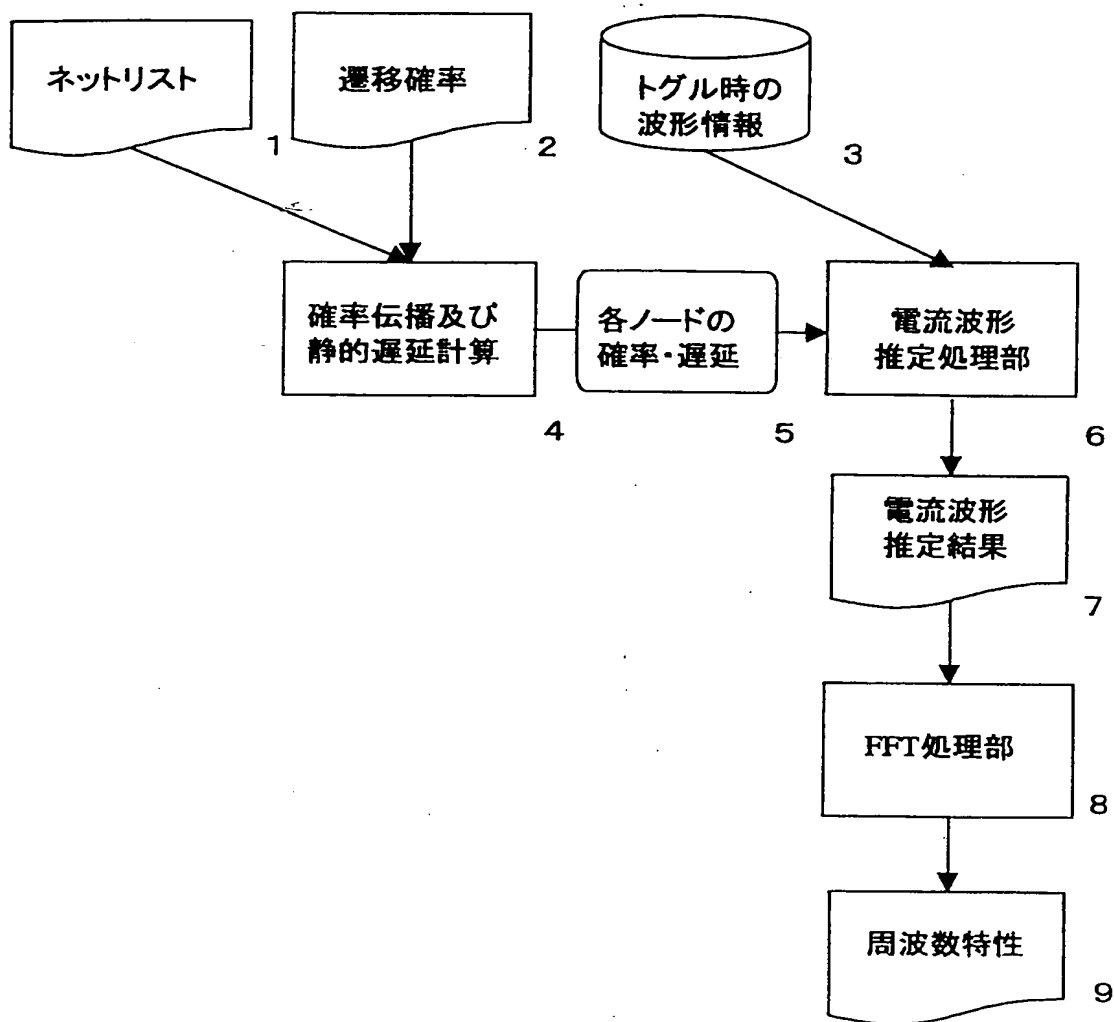 ネットリスト
1
遷移確率
2
トグル時の
波形情報
3
確率伝播及び
静的遅延計算
4
各ノードの
確率・遅延
5
電流波形
推定処理部
6
電流波形
推定結果
7
FFT処理部
8
周波数特性
9